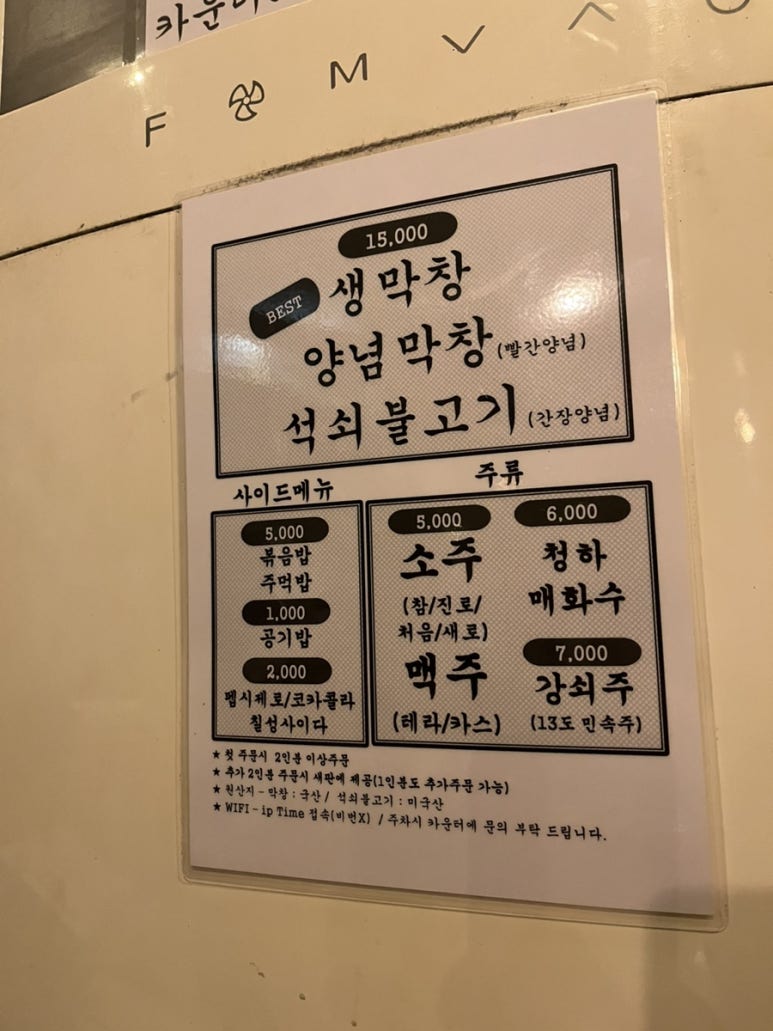 카운터
F M
15,000
BEST 생막창
양념막창(빨간양념)
석쇠불고기(간장양념)
사이드메뉴
5,000
볶음밥
주먹밥
1,000
공기밥
2,000
펩시제로/코카콜라
칠성사이다
주류
5,000
소주
(참/진로/
처음/새로)
맥주
(테라/카스)
6,000
청하
매화수
7,000
강쇠주
(13도 민속주)
★ 첫 주문시 2인분 이상주문
★ 추가 2인분 주문시 새판에 제공(1인분도 추가주문 가능)
★ 원산지-막창 : 국산 / 석쇠불고기 : 미국산
★ WIFI - ip Time 접속(비번X) / 주차시 카운터에 문의 부탁 드립니다.